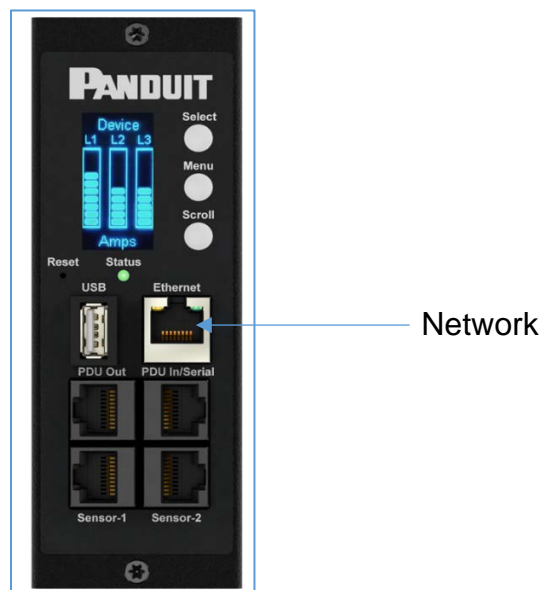 PANDUIT
Device
L1 L2 L3
Amps
Select
Menu
Scroll
Reset Status
USB Ethernet
Network
PDU Out PDU In/Serial
Sensor-1 Sensor-2